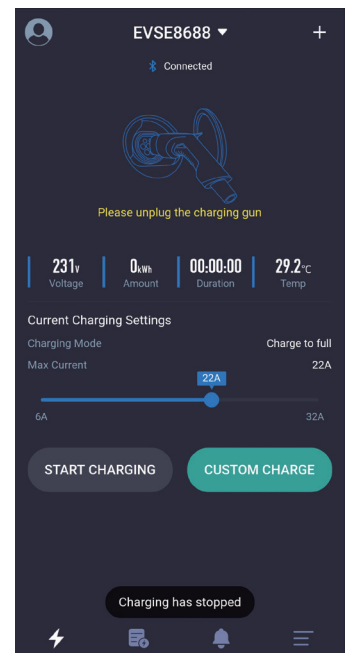 EVSE8688
Connected
Please unplug the charging gun
231v 0kWh 00:00:00 29.2°C
Voltage Amount Duration Temp
Current Charging Settings
Charging Mode Charge to full
Max Current 22A
22A
6A 32A
START CHARGING CUSTOM CHARGE
Charging has stopped